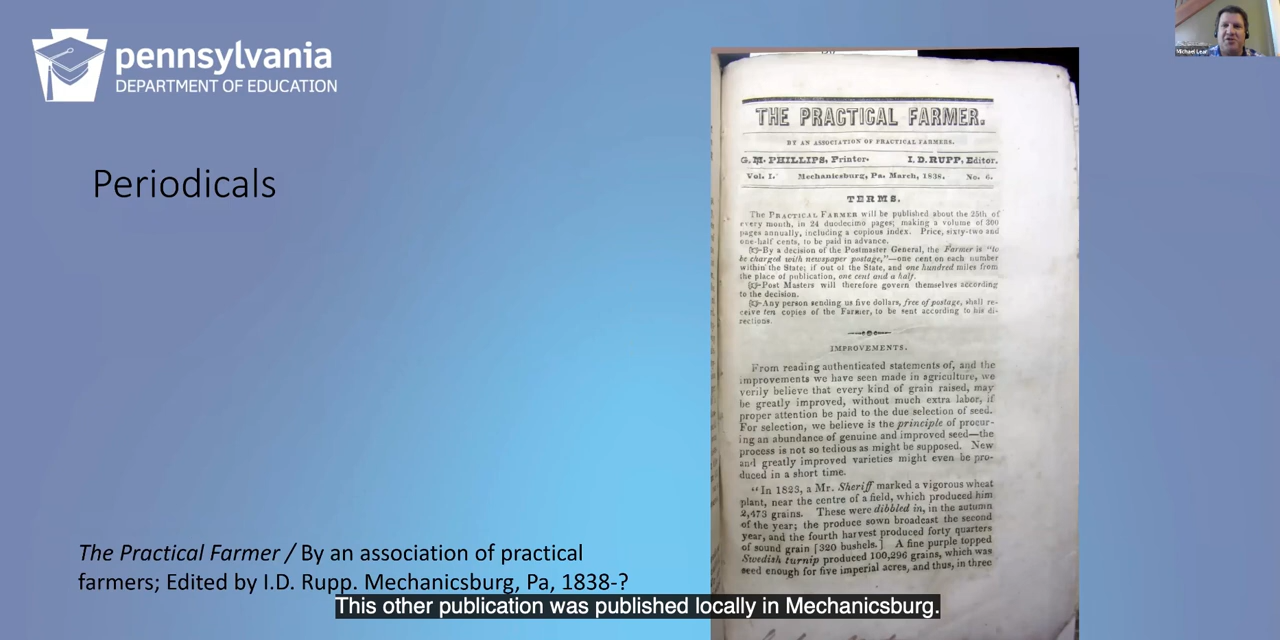 pennsylvania
DEPARTMENT OF EDUCATION
Michael Lear
Periodicals
THE PRACTICAL FARMER.
BY AN ASSOCIATION OF PRACTICAL FARMERS.
G. M. PHILLIPS, Printer. I. D. RUPP, Editor.
Vol. I. Mechanicsburg, Pa. March, 1838. No. 6.
TERMS.
The PRACTICAL FARMER will be published about the 25th of
every month, in 24 duodecimo pages; making a volume of 300
pages annually, including a copious index. Price, sixty-two and
one-half cents, to be paid in advance.
By a decision of the Postmaster General, the Farmer is "to
be charged with newspaper postage,"—one cent on each number
within the State; if out of the State, and one hundred miles from
the place of publication, one cent and a half.
Post Masters will therefore govern themselves according
to the decision.
Any person sending us five dollars, free of postage, shall re-
ceive ten copies of the Farmer, to be sent according to his di-
rections.
IMPROVEMENTS.
From reading authenticated statements of, and the
improvements we have seen made in agriculture, we
verily believe that every kind of grain raised, may
be greatly improved, without much extra labor, if
proper attention be paid to the due selection of seed.
For selection, we believe is the principle of procur-
ing an abundance of genuine and improved seed—the
process is not so tedious as might be supposed. New
and greatly improved varieties might even be pro-
duced in a short time.
"In 1823, a Mr. Sheriff marked a vigorous wheat
plant, near the centre of a field, which produced him
2,473 grains. These were dibbled in, in the autumn
of the year; the produce sown broadcast the second
year, and the fourth harvest produced forty quarters
of sound grain [320 bushels.] A fine purple topped
Swedish turnip produced 100,296 grains, which was
seed enough for five imperial acres, and thus, in three
The Practical Farmer / By an association of practical
farmers; Edited by I.D. Rupp. Mechanicsburg, Pa, 1838-?
This other publication was published locally in Mechanicsburg.